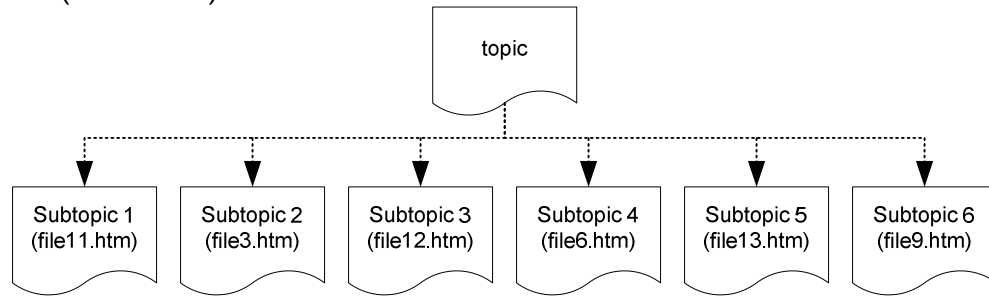 topic
Subtopic 1
(file11.htm)
Subtopic 2
(file3.htm)
Subtopic 3
(file12.htm)
Subtopic 4
(file6.htm)
Subtopic 5
(file13.htm)
Subtopic 6
(file9.htm)